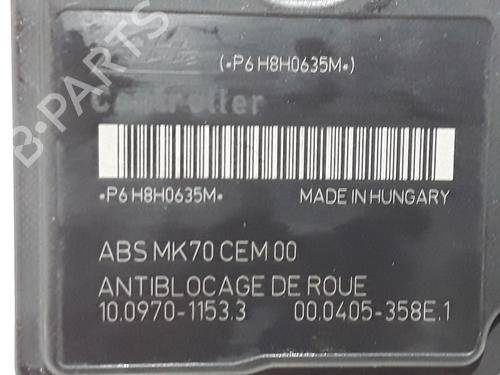 (•P6 H8H0635M•)
Controller
•P6 H8H0635M•
MADE IN HUNGARY
ABS MK70 CEM 00
ANTIBLOCAGE DE ROUE
10.0970-1153.3 00.0405-358E.1
B-PARTS